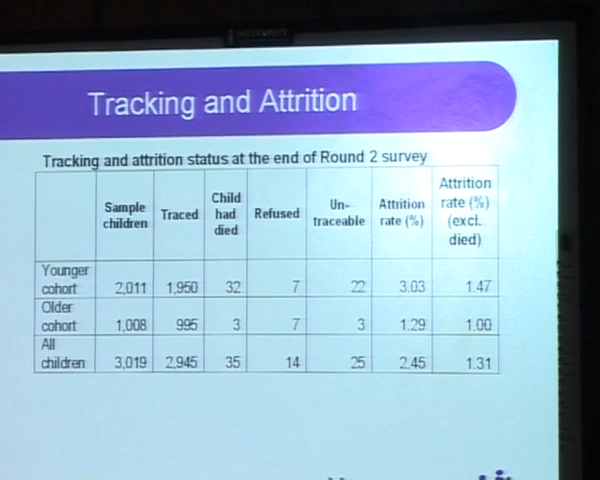 Tracking and Attrition
Tracking and attrition status at the end of Round 2 survey
Sample children Traced Child had died Refused Un-traceable Attrition rate (%) Attrition rate (%) (excl. died)
Younger cohort 2,011 1,950 32 7 22 3.03 1.47
Older cohort 1,008 995 3 7 3 1.29 1.00
All children 3,019 2,945 35 14 25 2.45 1.31